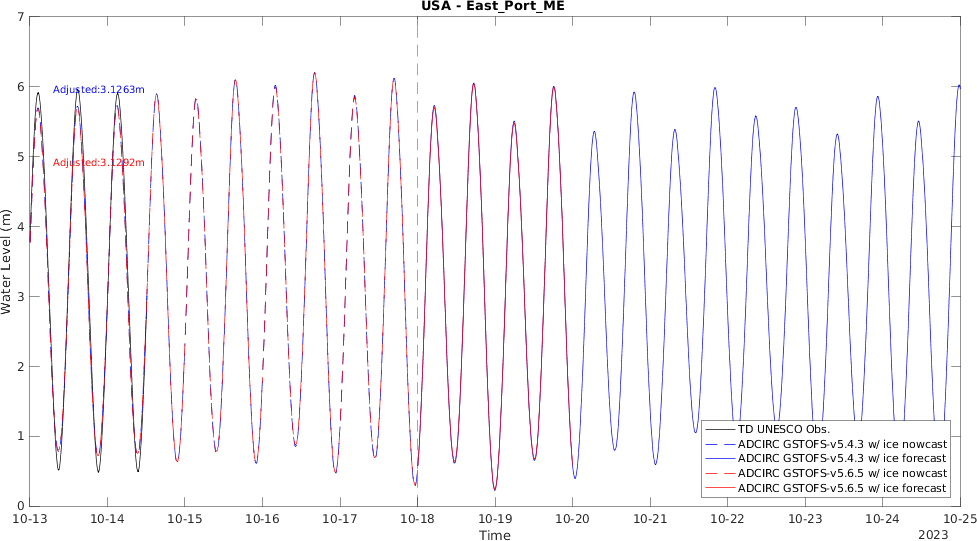 USA - East_Port_ME
7
6
5
4
3
2
1
0
Water Level (m)
Adjusted:3.1263m
Adjusted:3.1292m
TD UNESCO Obs.
ADCIRC GSTOFS-v5.4.3 w/ ice nowcast
ADCIRC GSTOFS-v5.4.3 w/ ice forecast
ADCIRC GSTOFS-v5.6.5 w/ ice nowcast
ADCIRC GSTOFS-v5.6.5 w/ ice forecast
10-13 10-14 10-15 10-16 10-17 10-18 10-19 10-20 10-21 10-22 10-23 10-24 10-25
Time
2023